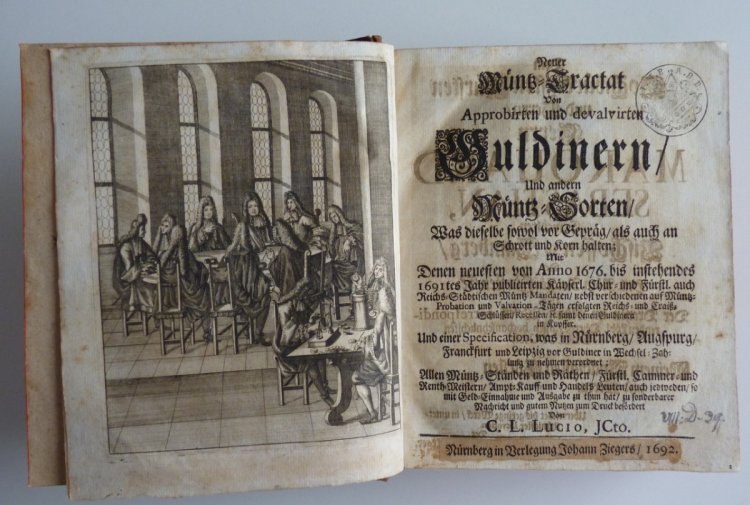 Neuer
Müntz-Tractat
Von
Approbirten und devalvirten
Guldinern/
Und andern
Müntz-Sorten/
Was dieselbe sowol vor Gepräg/ als auch an
Schrott und Korn halten;
Mit
Denen neuesten von Anno 1676. bis instehendes
1691tes Jahr publicirten Käyserl. Chur- und Fürstl. auch
Reichs-Städtischen Müntz-Mandaten/ nebst verschiedenen auf Müntz-
Probation und Valvation-Tägen erfolgten Reichs- und Craiß-
Schlüssen/ Recessen/ samt denen Guldinern
in Kupffer.
Und einer Specification, was in Nürnberg/ Augspurg/
Franckfurt und Leipzig vor Guldiner in Wechsel-Zah-
lung zu nehmen verordnet;
Allen Müntz-Ständen und Räthen/ Fürstl. Cammer- und
Renth-Meistern/ Ampt- Kauff- und Handels-Leuten/ auch jedweden/ so
mit Geld-Einnahme und Ausgabe zu thun hat/ zu sonderbarer
Nachricht und gutem Nutzen zum Druck befördert
Von
C. L. Lucio, JCto.
Nürnberg in Verlegung Johann Ziegers/ 1692.